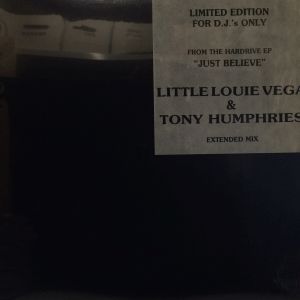 LIMITED EDITION
FOR D.J.'s ONLY
FROM THE HARDRIVE EP
"JUST BELIEVE"
LITTLE LOUIE VEGA
&
TONY HUMPHRIES
EXTENDED MIX